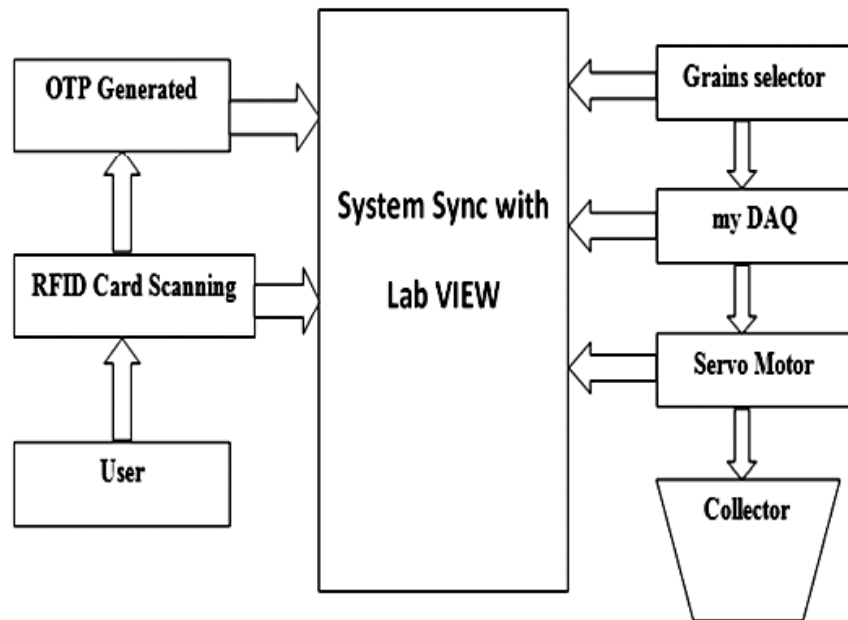 OTP Generated
RFID Card Scanning
User
System Sync with
Lab VIEW
Grains selector
my DAQ
Servo Motor
Collector